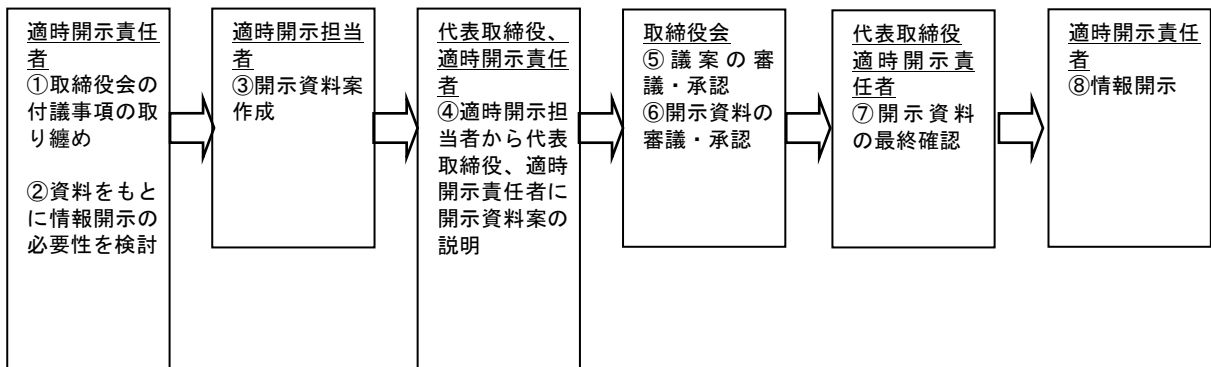 適時開示責任
者
①取締役会の
付議事項の取
り纏め
②資料をもと
に情報開示の
必要性を検討
適時開示担当
者
③開示資料案
作成
代表取締役、
適時開示責任
者
④適時開示担
当者から代表
取締役、適時
開示責任者に
開示資料案の
説明
取締役会
⑤議案の審
議・承認
⑥開示資料の
審議・承認
代表取締役
適時開示責
任者
⑦開示資料
の最終確認
適時開示責任
者
⑧情報開示